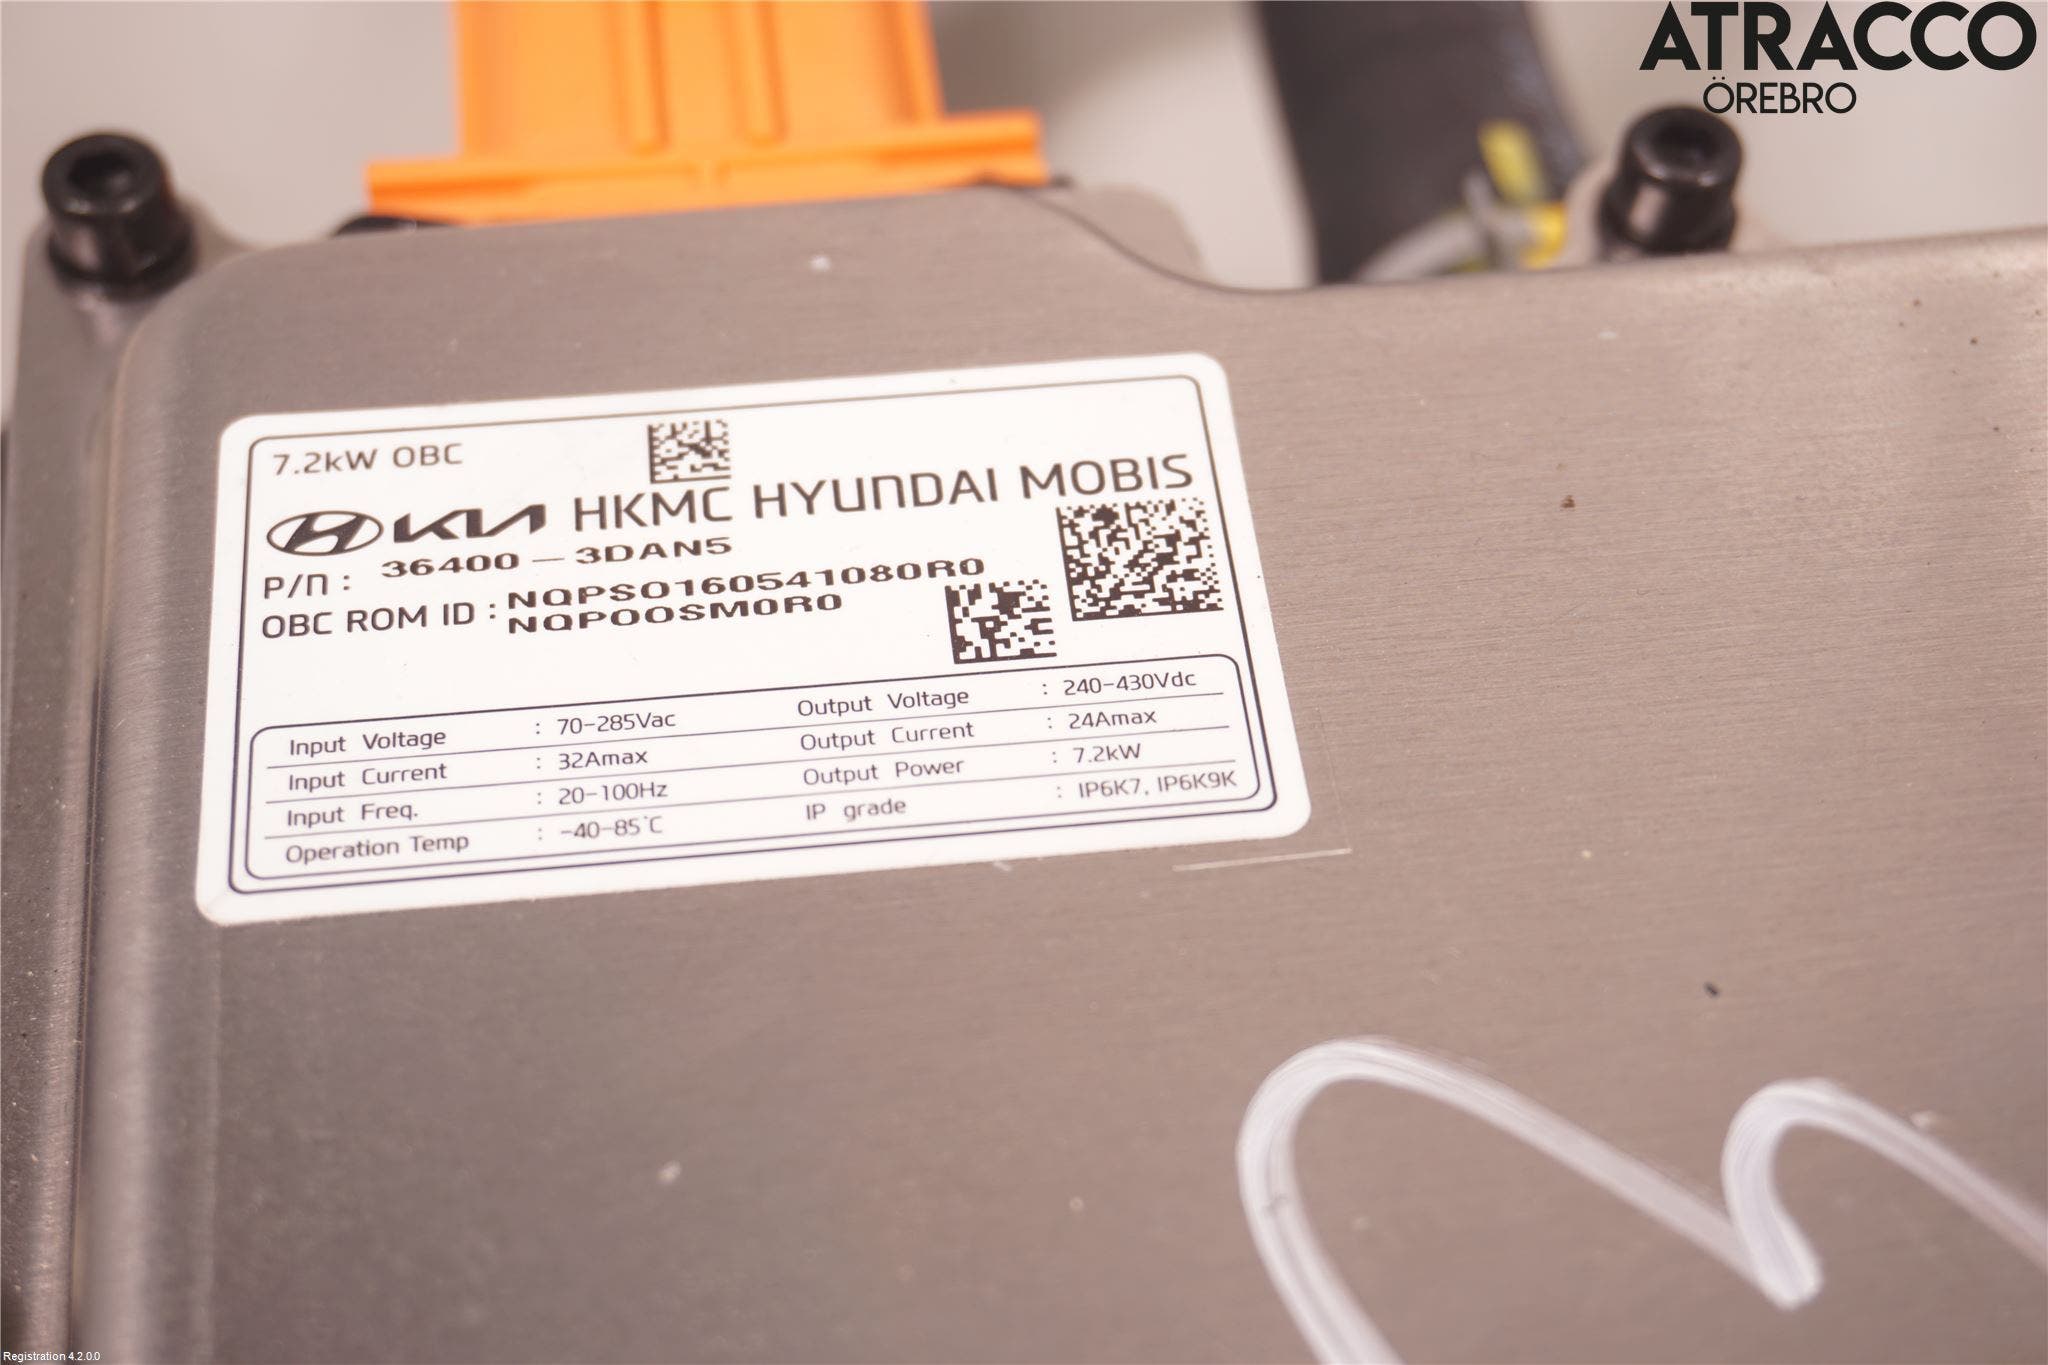 ATRACCO
ÖREBRO
7.2kW OBC
KIA HKMC HYUNDAI MOBIS
P/N : 36400-3DAN5
OBC ROM ID : NQPS0160541080R0
NQP00SM0R0
Input Voltage : 70-285Vac Output Voltage : 240-430Vdc
Input Current : 32Amax Output Current : 24Amax
Input Freq. : 20-100Hz Output Power : 7.2kW
Operation Temp : -40-85°C IP grade : IP6K7, IP6K9K
Registration 4.2.0.0